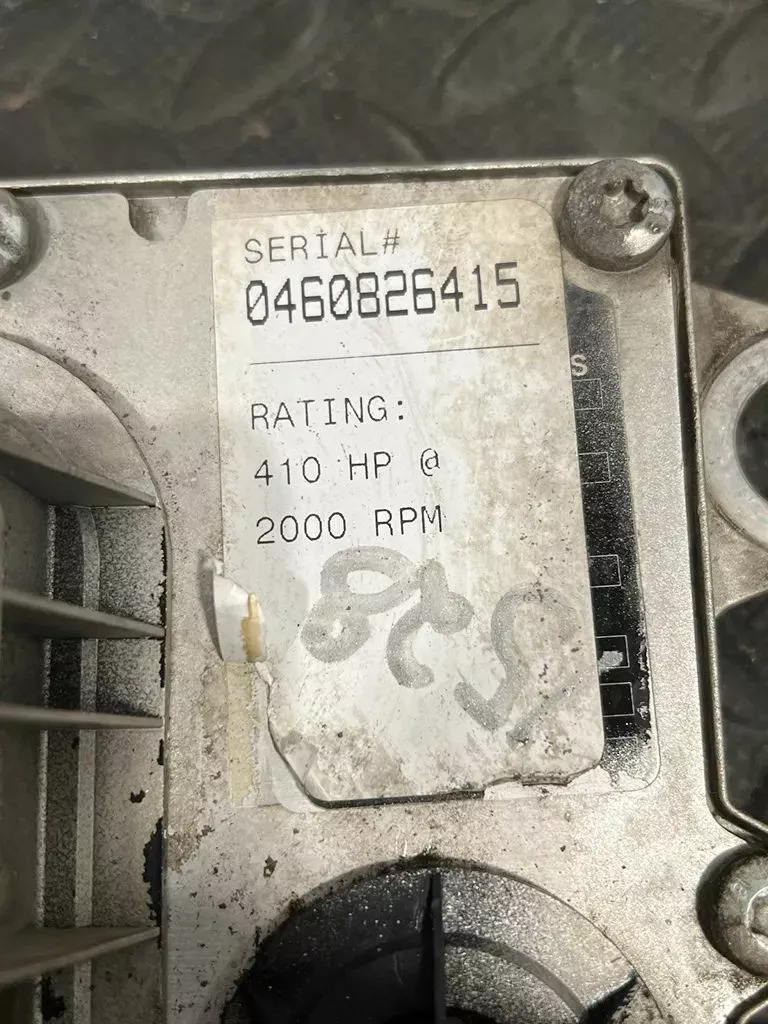 SERIAL#
0460826415
RATING:
410 HP @
2000 RPM
S